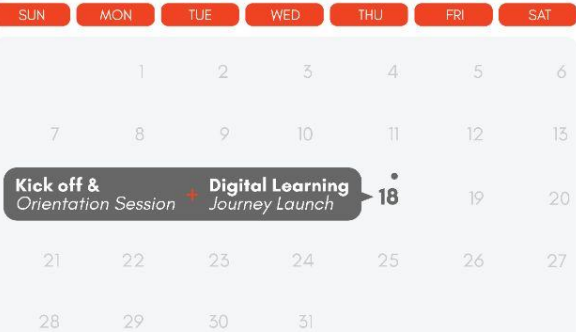 SUN MON TUE WED THU FRI SAT
1 2 3 4 5 6
7 8 9 10 11 12 13
Kick off & + Digital Learning 18 19 20
Orientation Session Journey Launch
21 22 23 24 25 26 27
28 29 30 31